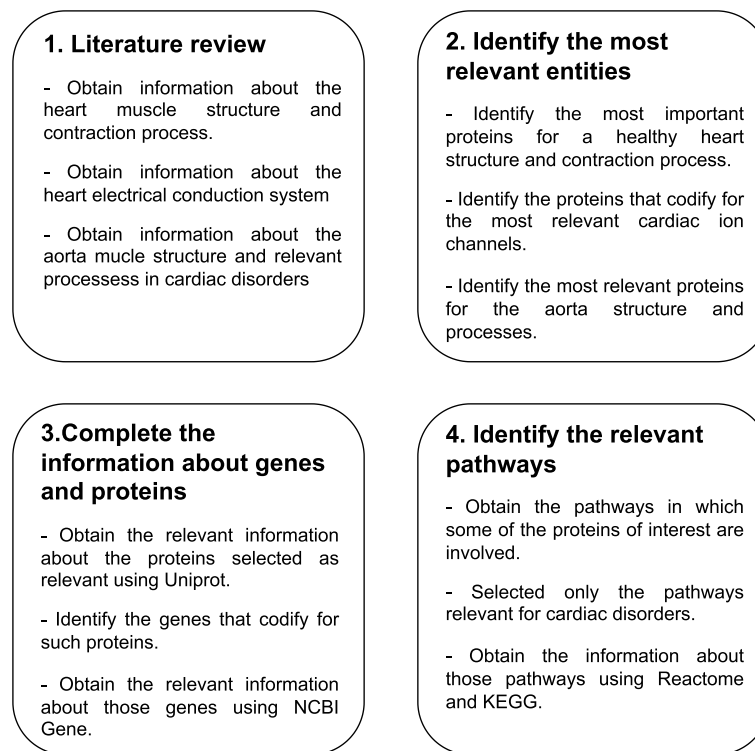 1. Literature review
- Obtain information about the
heart muscle structure and
contraction process.
- Obtain information about the
heart electrical conduction system
- Obtain information about the
aorta mucle structure and relevant
processess in cardiac disorders
2. Identify the most
relevant entities
- Identify the most important
proteins for a healthy heart
structure and contraction process.
- Identify the proteins that codify for
the most relevant cardiac ion
channels.
- Identify the most relevant proteins
for the aorta structure and
processes.
3.Complete the
information about genes
and proteins
- Obtain the relevant information
about the proteins selected as
relevant using Uniprot.
- Identify the genes that codify for
such proteins.
- Obtain the relevant information
about those genes using NCBI
Gene.
4. Identify the relevant
pathways
- Obtain the pathways in which
some of the proteins of interest are
involved.
- Selected only the pathways
relevant for cardiac disorders.
- Obtain the information about
those pathways using Reactome
and KEGG.